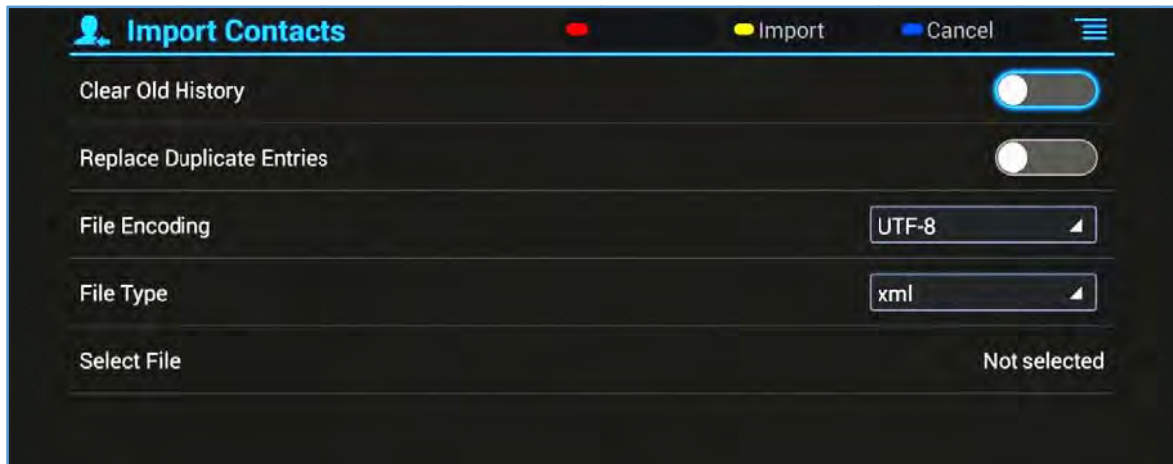 Import Contacts Import Cancel
Clear Old History
Replace Duplicate Entries
File Encoding UTF-8
File Type xml
Select File Not selected